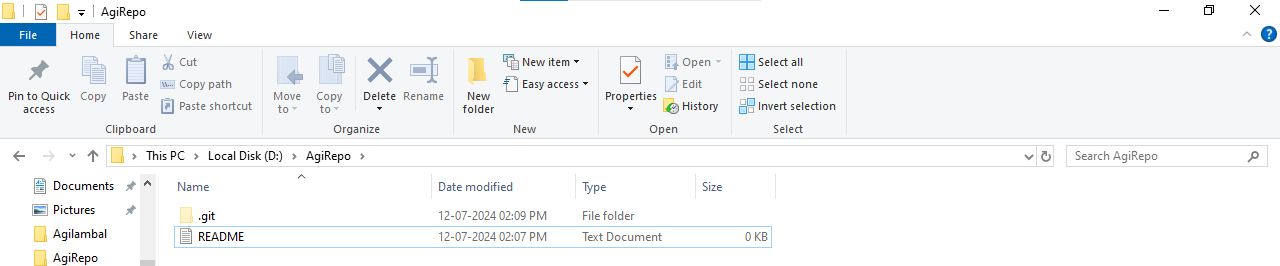 AgiRepo
File Home Share View
Pin to Quick access
Copy
Paste
Cut
Copy path
Paste shortcut
Clipboard
Move to
Copy to
Delete
Rename
Organize
New folder
New item
Easy access
New
Properties
Open
Edit
History
Open
Select all
Select none
Invert selection
Select
This PC > Local Disk (D:) > AgiRepo >
Search AgiRepo
Documents
Pictures
Agilambal
AgiRepo
Name Date modified Type Size
.git 12-07-2024 02:09 PM File folder
README 12-07-2024 02:07 PM Text Document 0 KB